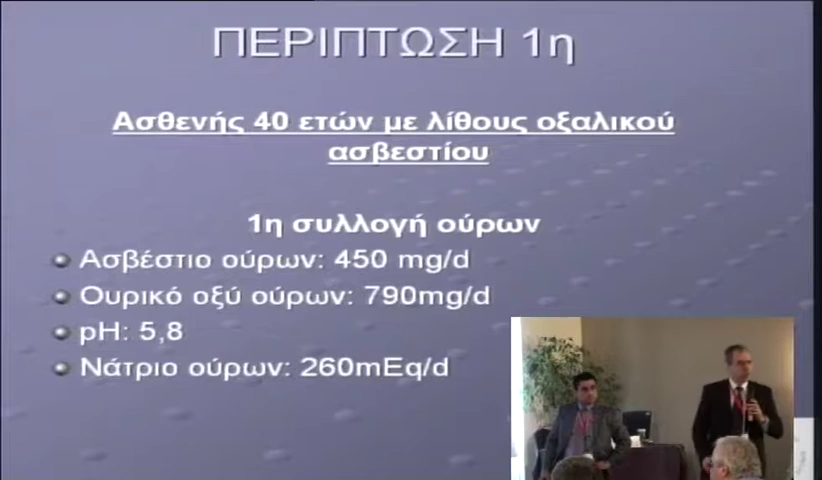 ΠΕΡΙΠΤΩΣΗ 1η
Ασθενής 40 ετών με λίθους οξαλικού
ασβεστίου
1η συλλογή ούρων
Ασβέστιο ούρων: 450 mg/d
Ουρικό οξύ ούρων: 790mg/d
pH: 5,8
Νάτριο ούρων: 260mEq/d